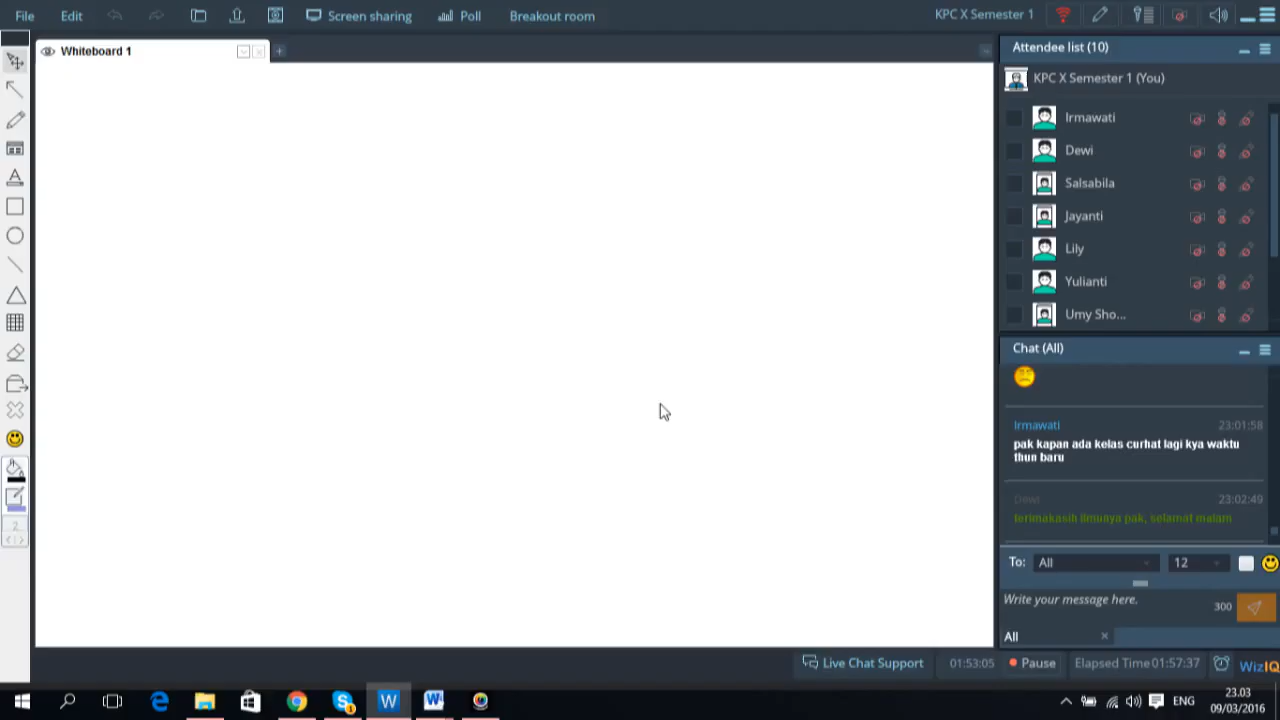 File Edit Screen sharing Poll Breakout room KPC X Semester 1
Whiteboard 1
Attendee list (10)
KPC X Semester 1 (You)
Irmawati
Dewi
Salsabila
Jayanti
Lily
Yulianti
Umy Sho...
Chat (All)
Irmawati 23:01:58
pak kapan ada kelas curhat lagi kya waktu
thun baru
Dewi 23:02:49
terimakasih ilmunya pak, selamat malam
To: All 12
Write your message here. 300
All
2
Live Chat Support 01:53:05 Pause Elapsed Time 01:57:37 WizIQ
ENG 23.03
09/03/2016